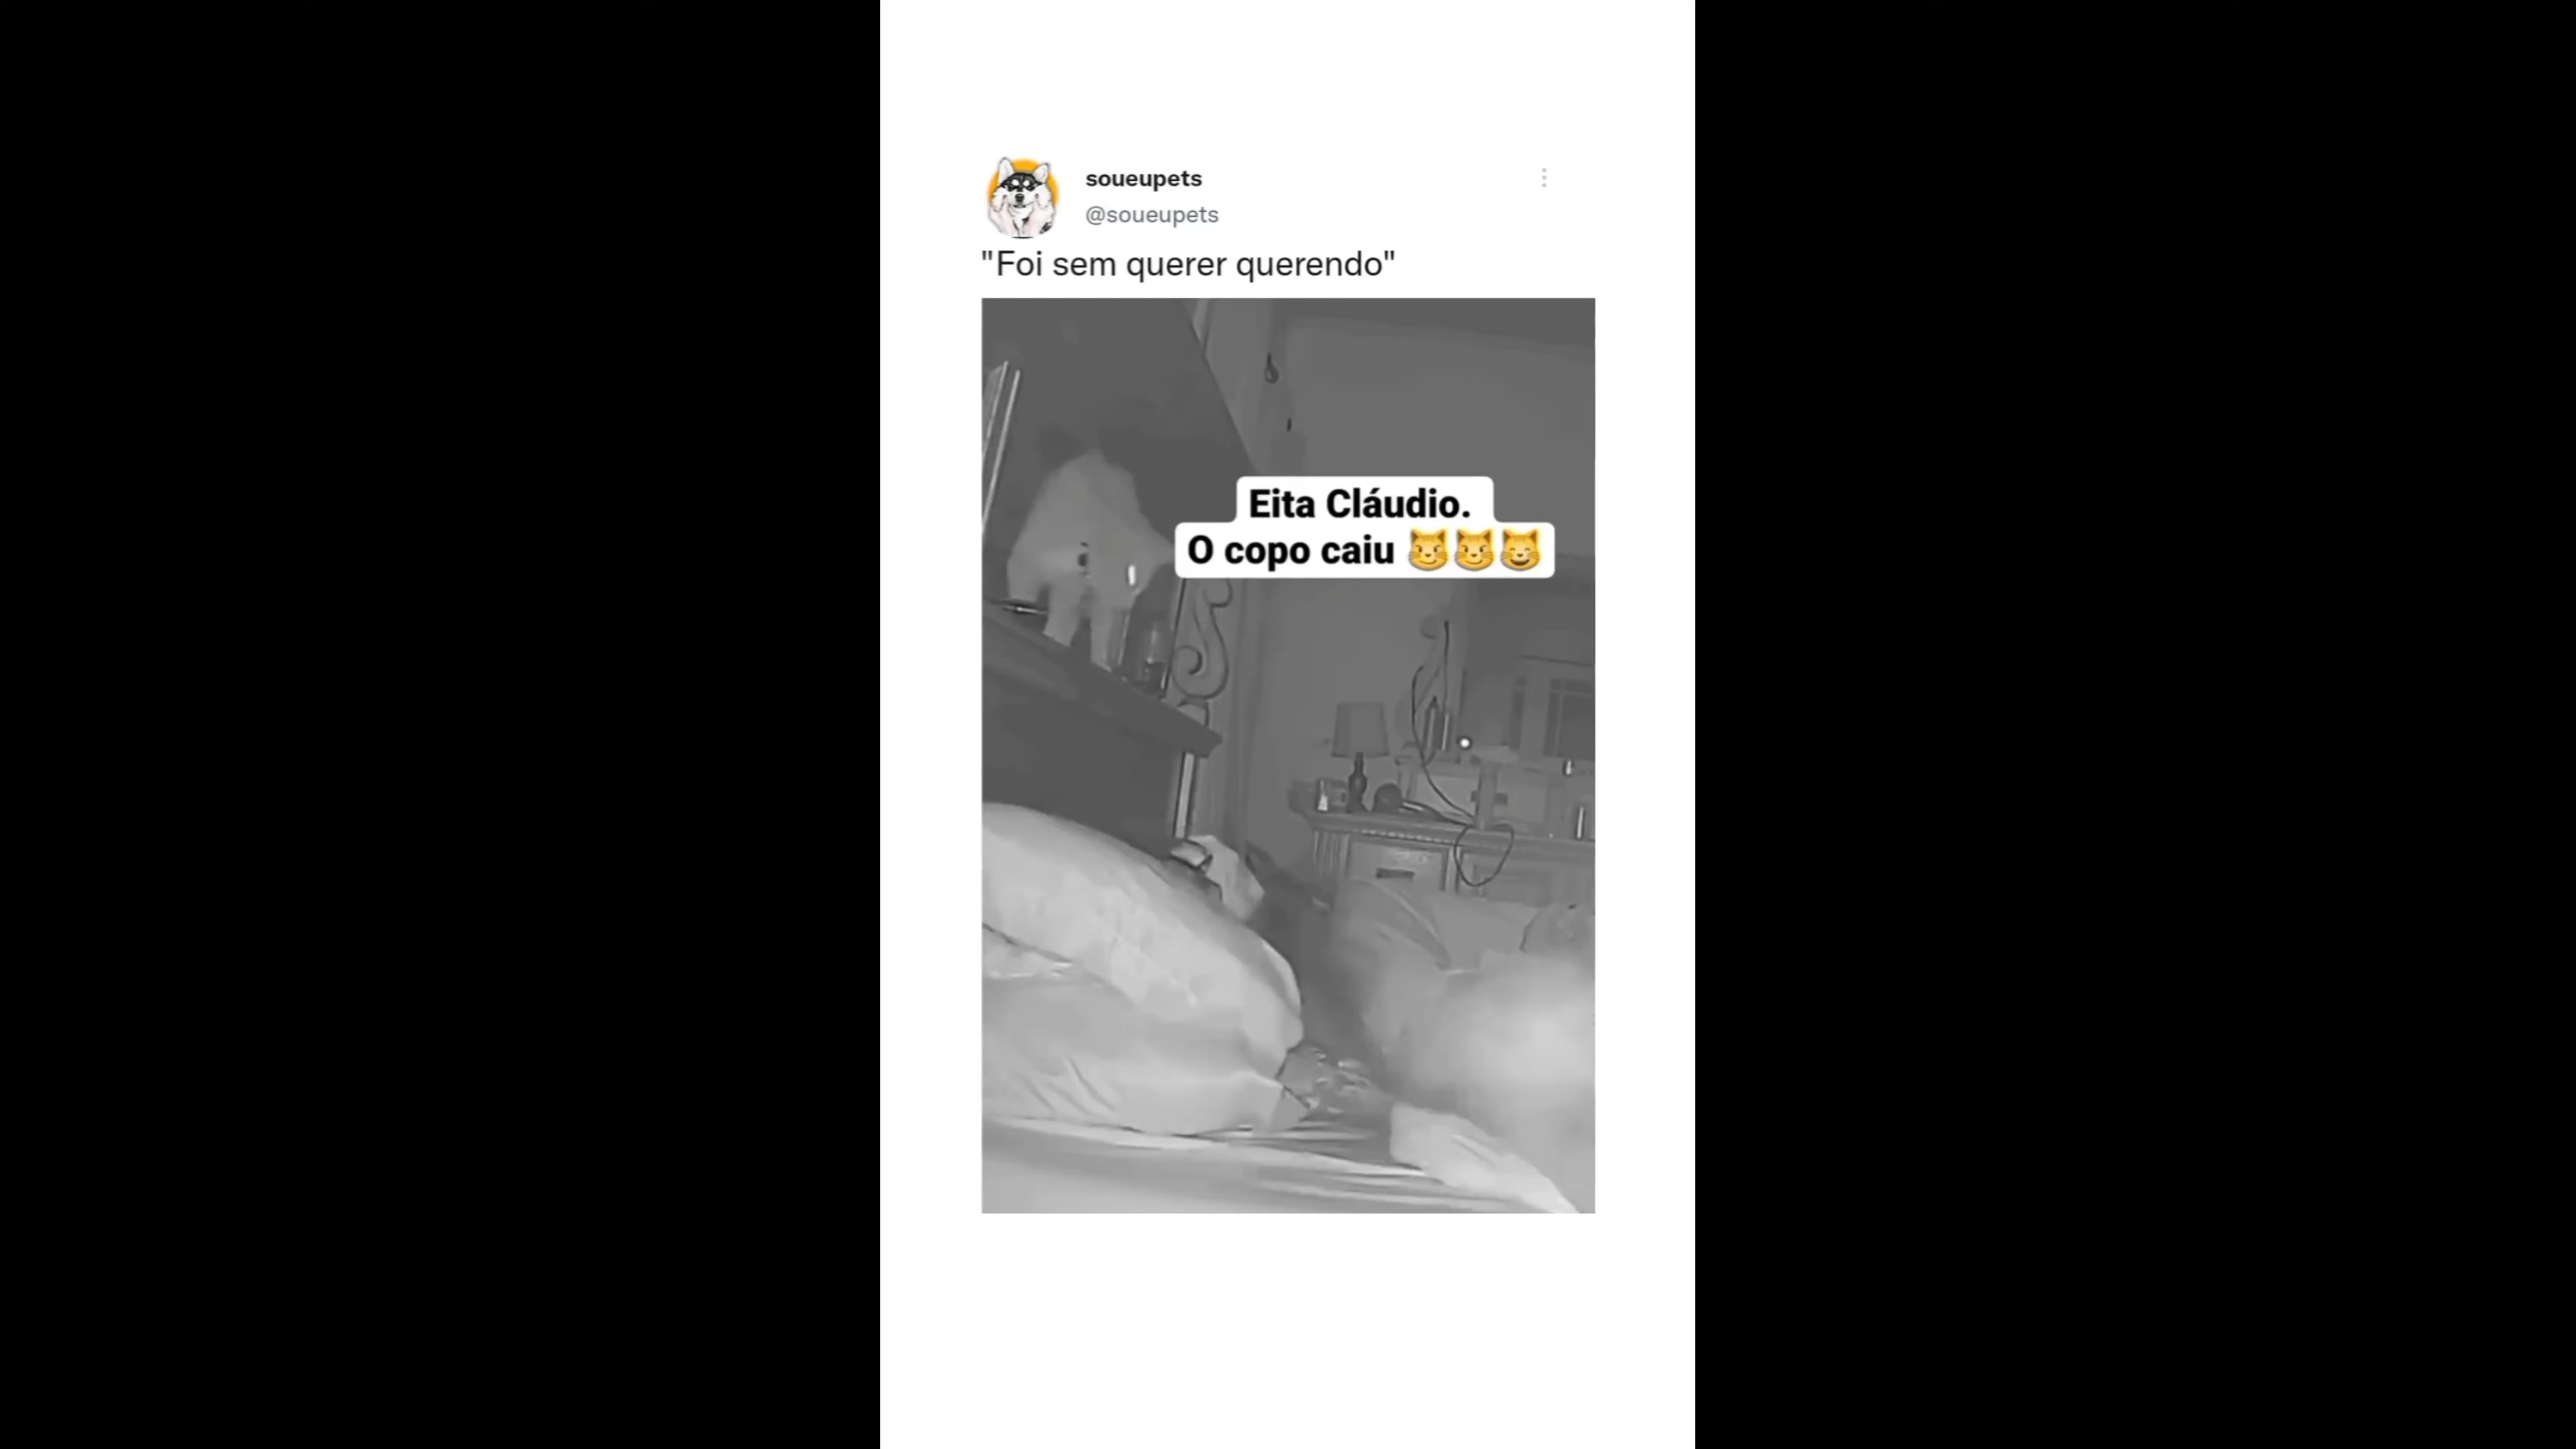 soueupets
@soueupets
"Foi sem querer querendo"
Eita Cláudio.
O copo caiu 😼😼😺